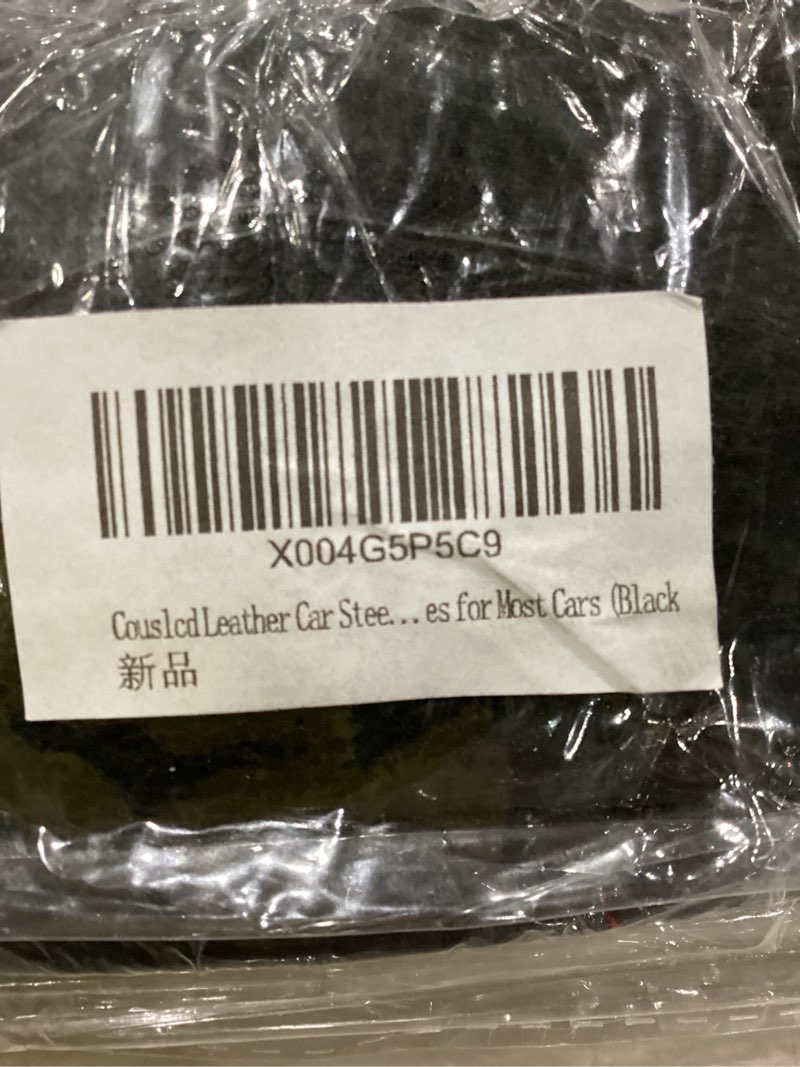 X004G5P5C9
Couslcd Leather Car Stee...es for Most Cars (Black
新品